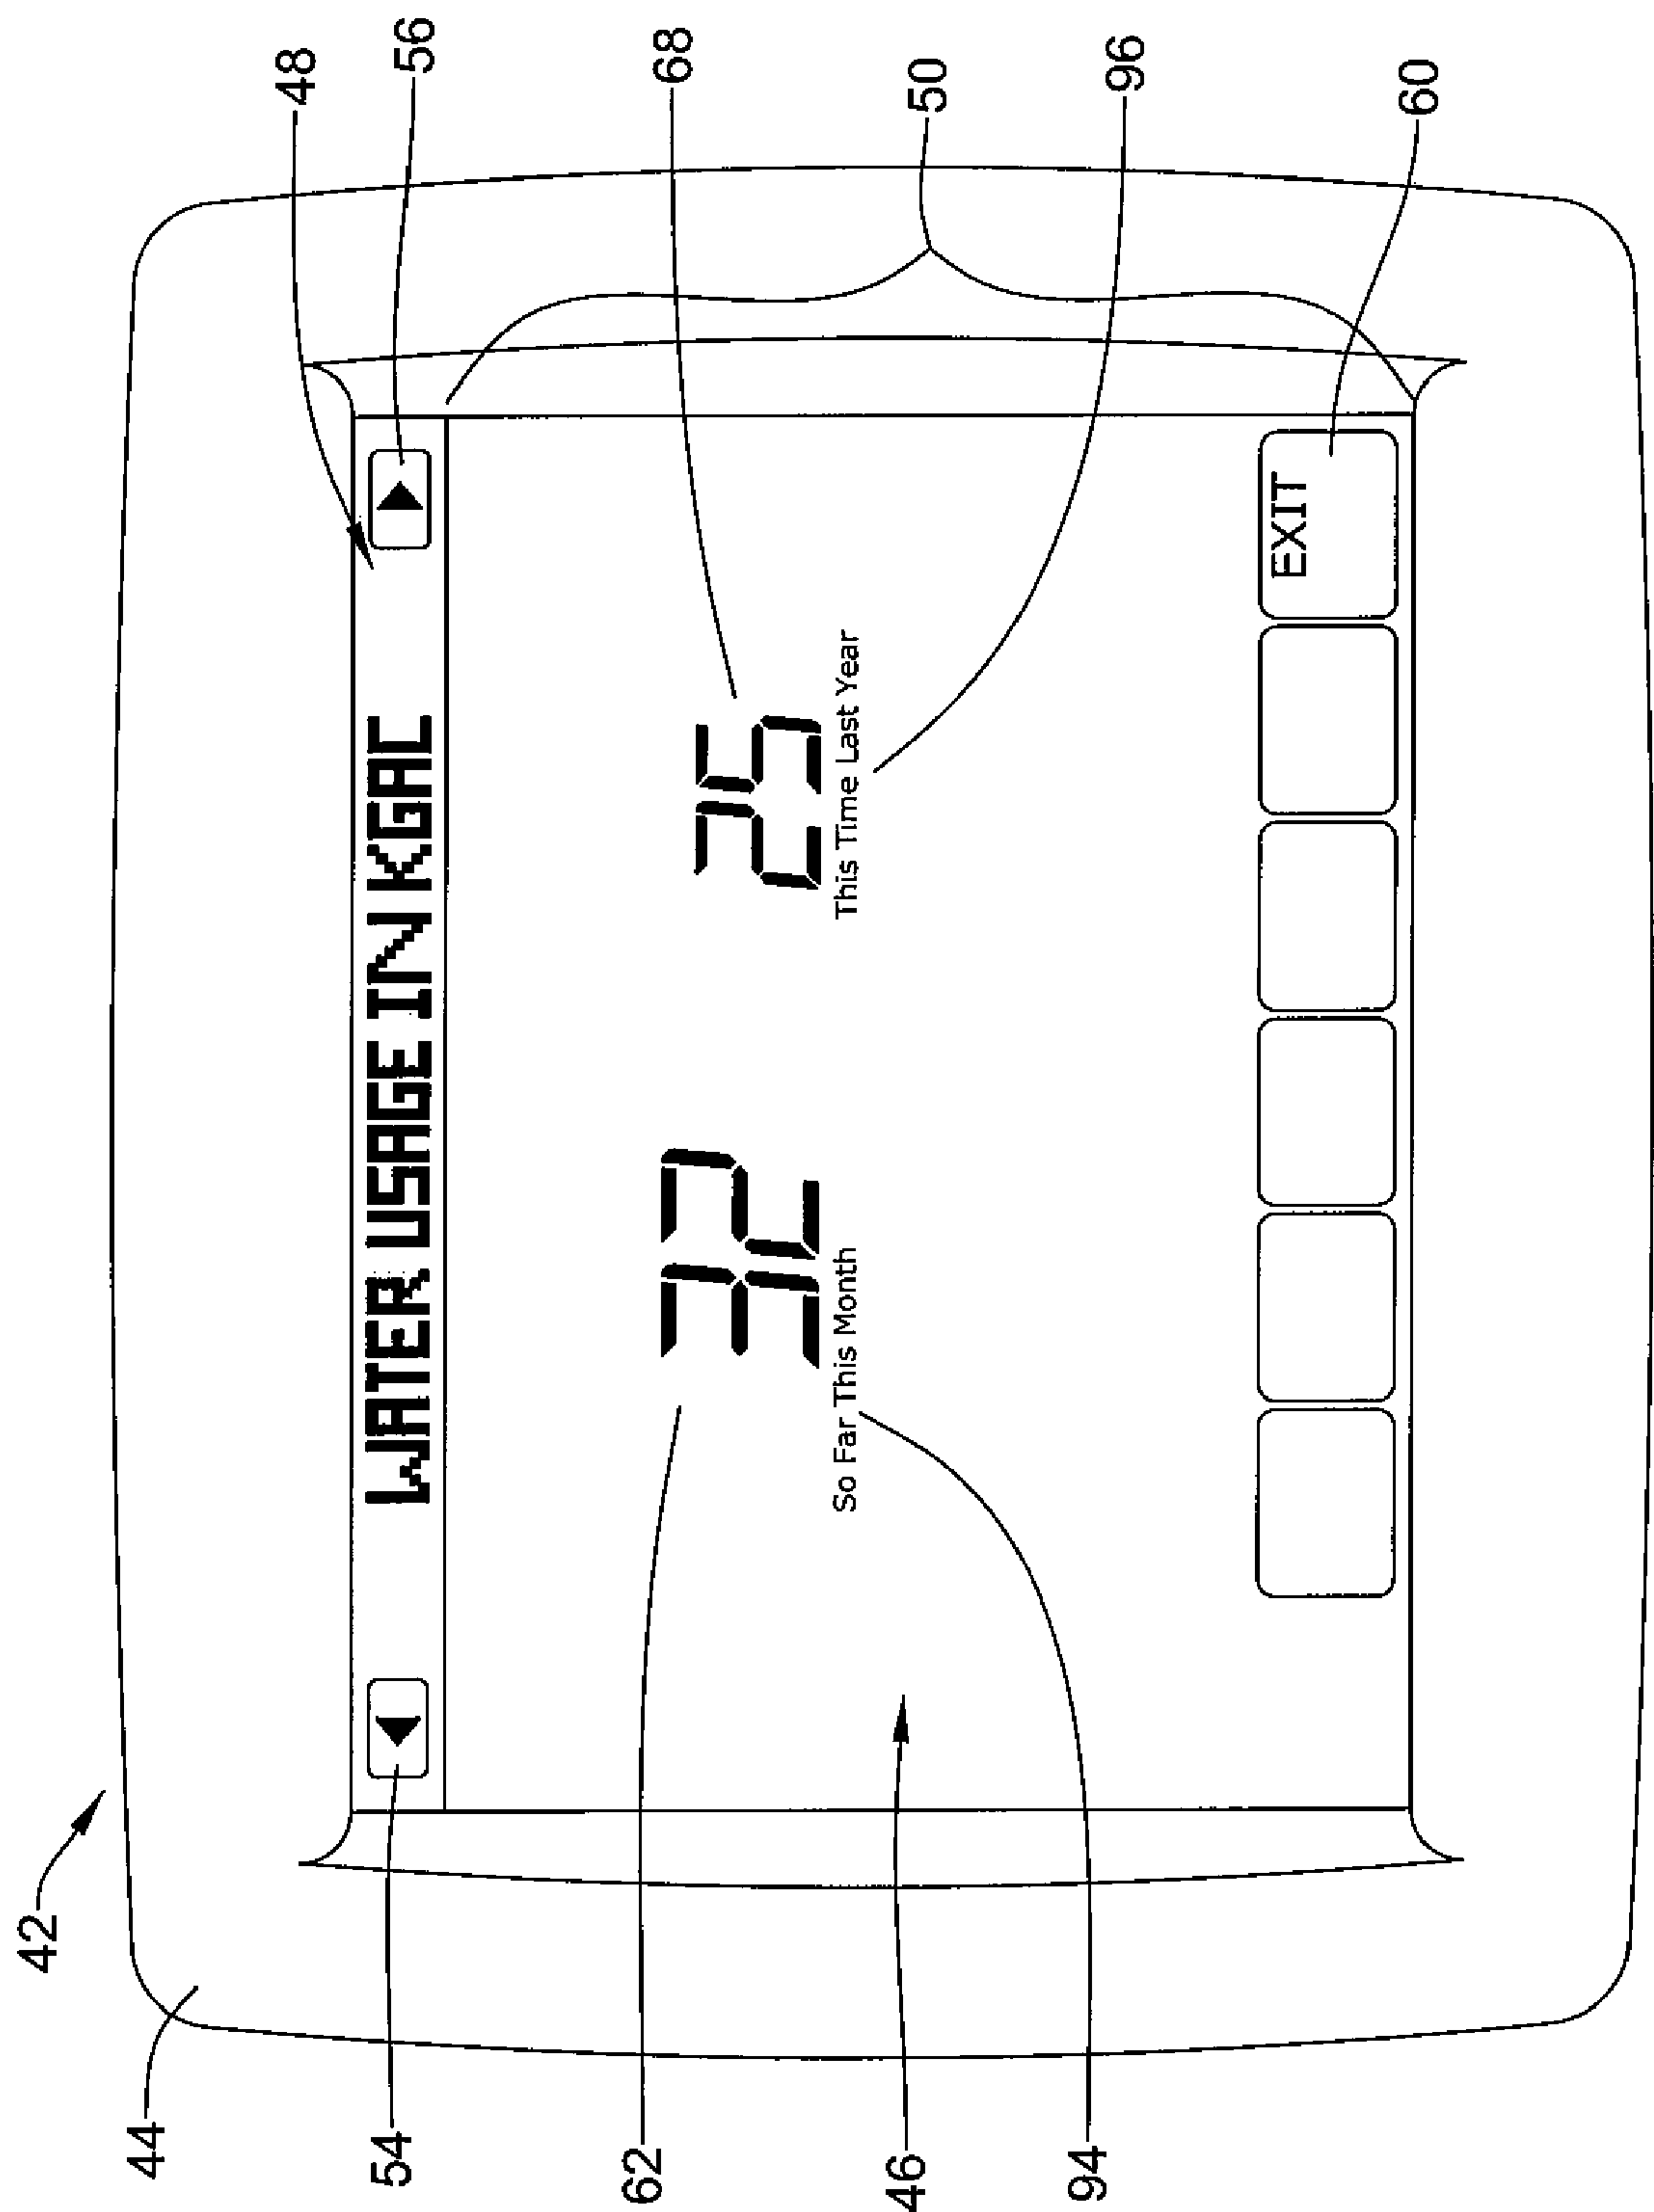 42
44
48
54 WATER USAGE IN KGAC 56
62 68
32 25
So Far This Month This Time Last Year
46 50
94 96
EXIT
60